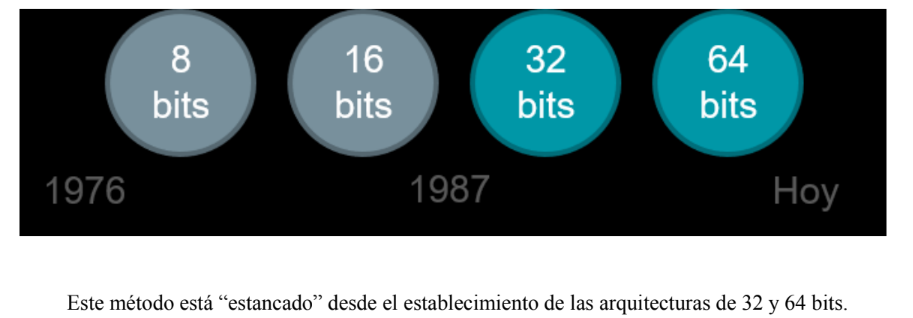 8 bits
16 bits
32 bits
64 bits
1976
1987
Hoy
Este método está “estancado” desde el establecimiento de las arquitecturas de 32 y 64 bits.